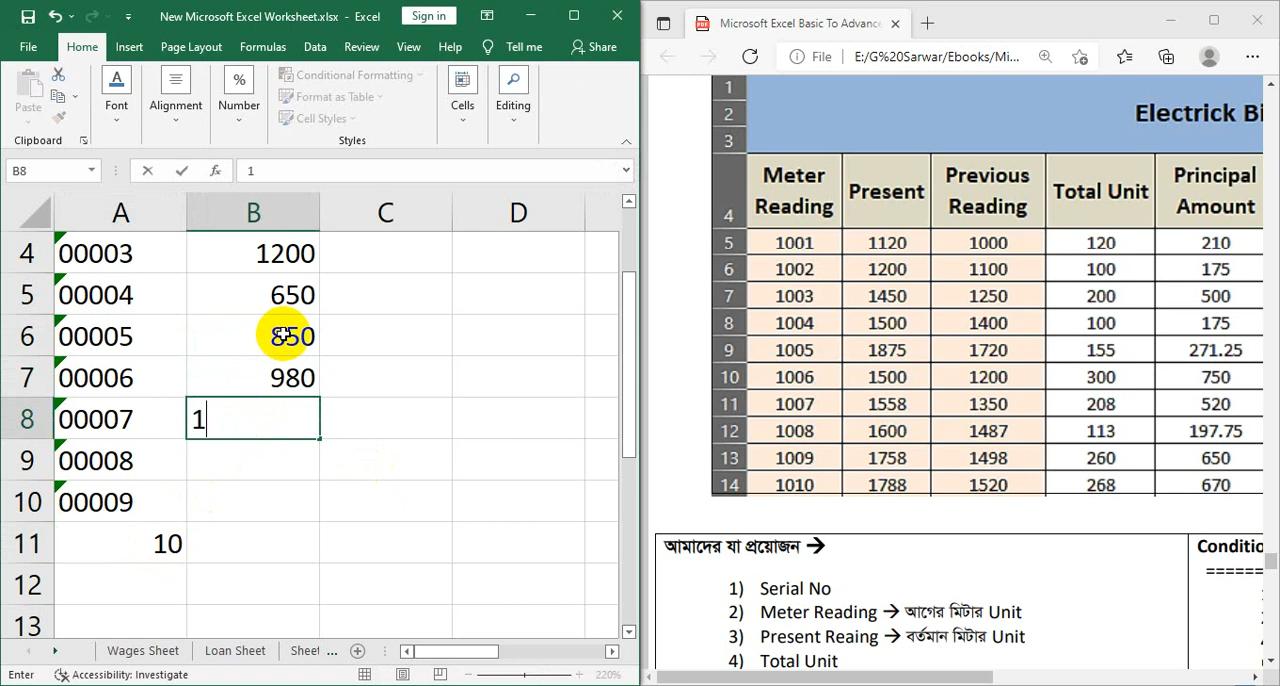 New Microsoft Excel Worksheet.xlsx - Excel
Sign in
File Home Insert Page Layout Formulas Data Review View Help Tell me Share
Paste
Font
Alignment
%
Number
Conditional Formatting
Format as Table
Cell Styles
Cells
Editing
Clipboard
Styles
B8
fx
1
A B C D
4 00003 1200
5 00004 650
6 00005 850
7 00006 980
8 00007 1
9 00008
10 00009
11 10
12
13
Wages Sheet Loan Sheet Sheet ...
Enter Accessibility: Investigate 220%
PDF Microsoft Excel Basic To Advance
File E:/G%20Sarwar/Ebooks/Mi...
1
2 Electrick Bi
3
4 Meter Reading Present Previous Reading Total Unit Principal Amount
5 1001 1120 1000 120 210
6 1002 1200 1100 100 175
7 1003 1450 1250 200 500
8 1004 1500 1400 100 175
9 1005 1875 1720 155 271.25
10 1006 1500 1200 300 750
11 1007 1558 1350 208 520
12 1008 1600 1487 113 197.75
13 1009 1758 1498 260 650
14 1010 1788 1520 268 670
আমাদের যা প্রয়োজন → Conditio
=======
1) Serial No
2) Meter Reading → আগের মিটার Unit
3) Present Reaing → বর্তমান মিটার Unit
4) Total Unit